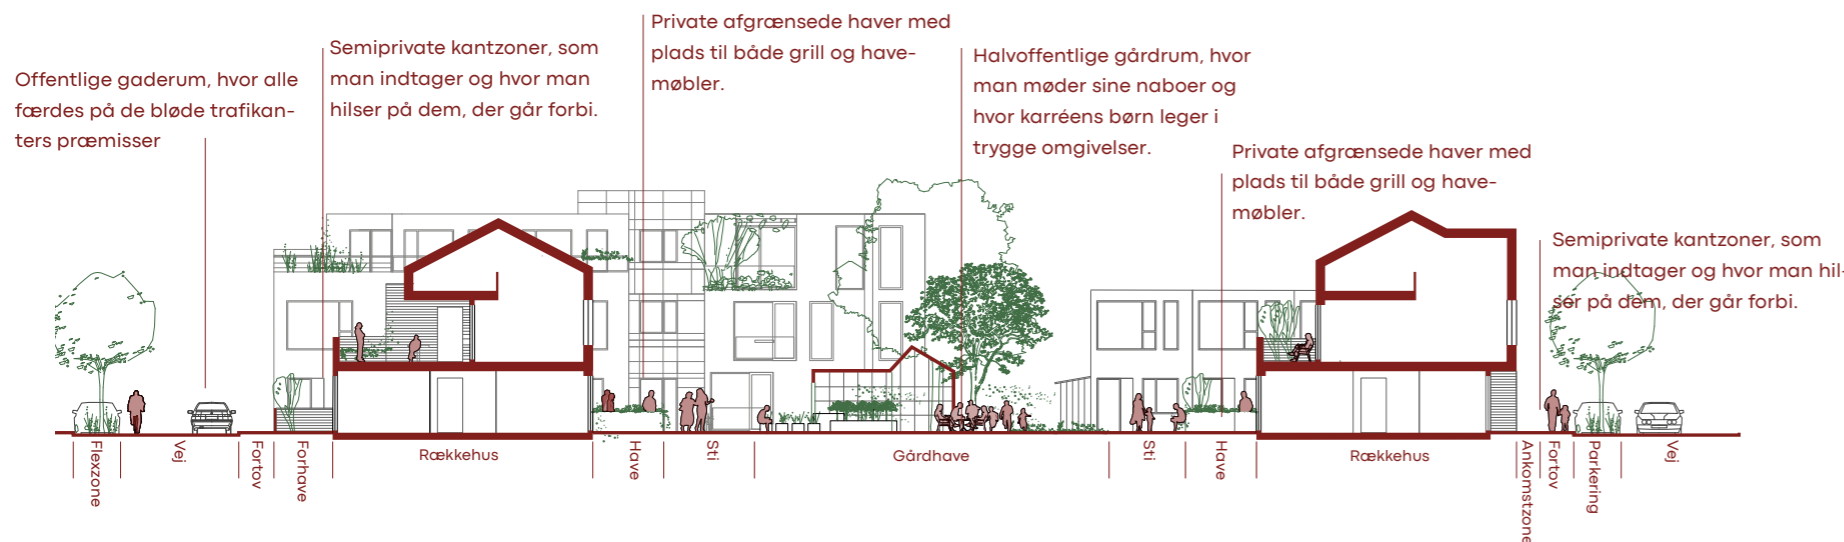 Offentlige gaderum, hvor alle
færdes på de bløde trafikan-
ters præmisser
Semiprivate kantzoner, som
man indtager og hvor man
hilser på dem, der går forbi.
Private afgrænsede haver med
plads til både grill og have-
møbler.
Halvoffentlige gårdrum, hvor
man møder sine naboer og
hvor karréens børn leger i
trygge omgivelser.
Private afgrænsede haver med
plads til både grill og have-
møbler.
Semiprivate kantzoner, som
man indtager og hvor man hil-
ser på dem, der går forbi.
Flexzone
Vej
Fortov
Forhave
Rækkehus
Have
Sti
Gårdhave
Sti
Have
Rækkehus
Ankomstzone
Fortov
Parkering
Vej